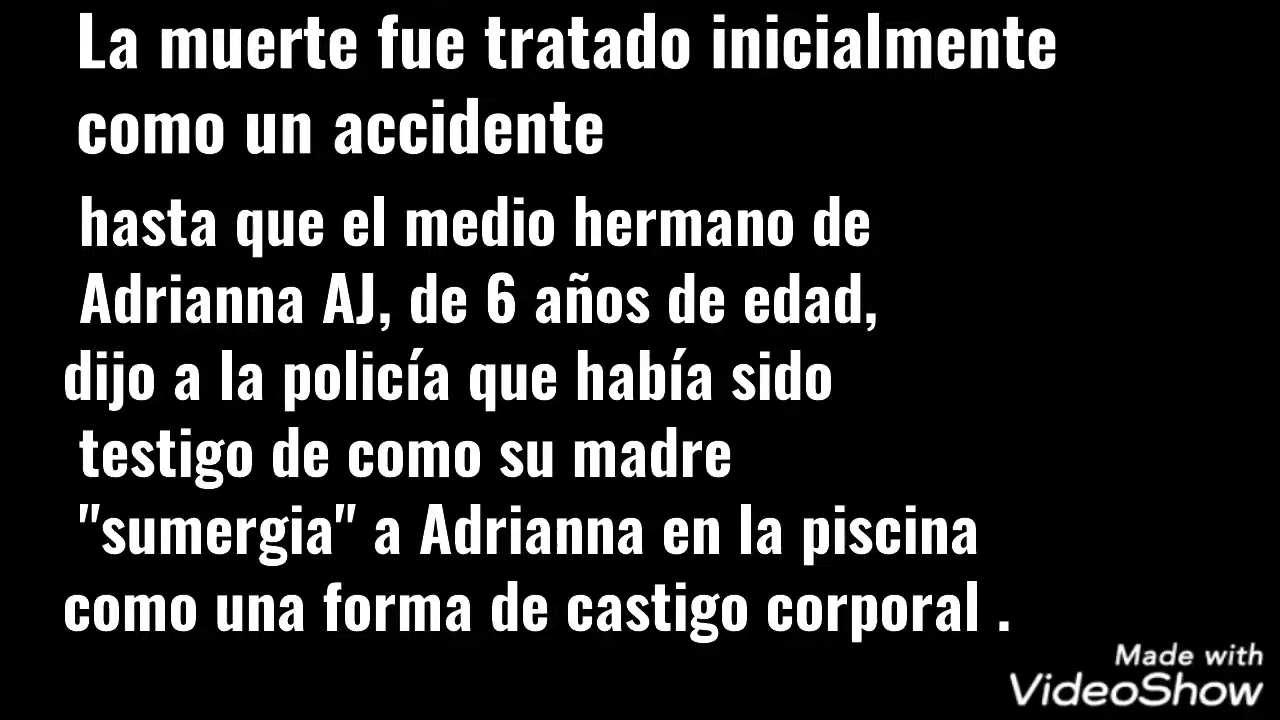 La muerte fue tratado inicialmente
como un accidente
hasta que el medio hermano de
Adrianna AJ, de 6 años de edad,
dijo a la policía que había sido
testigo de como su madre
"sumergia" a Adrianna en la piscina
como una forma de castigo corporal .
Made with
VideoShow